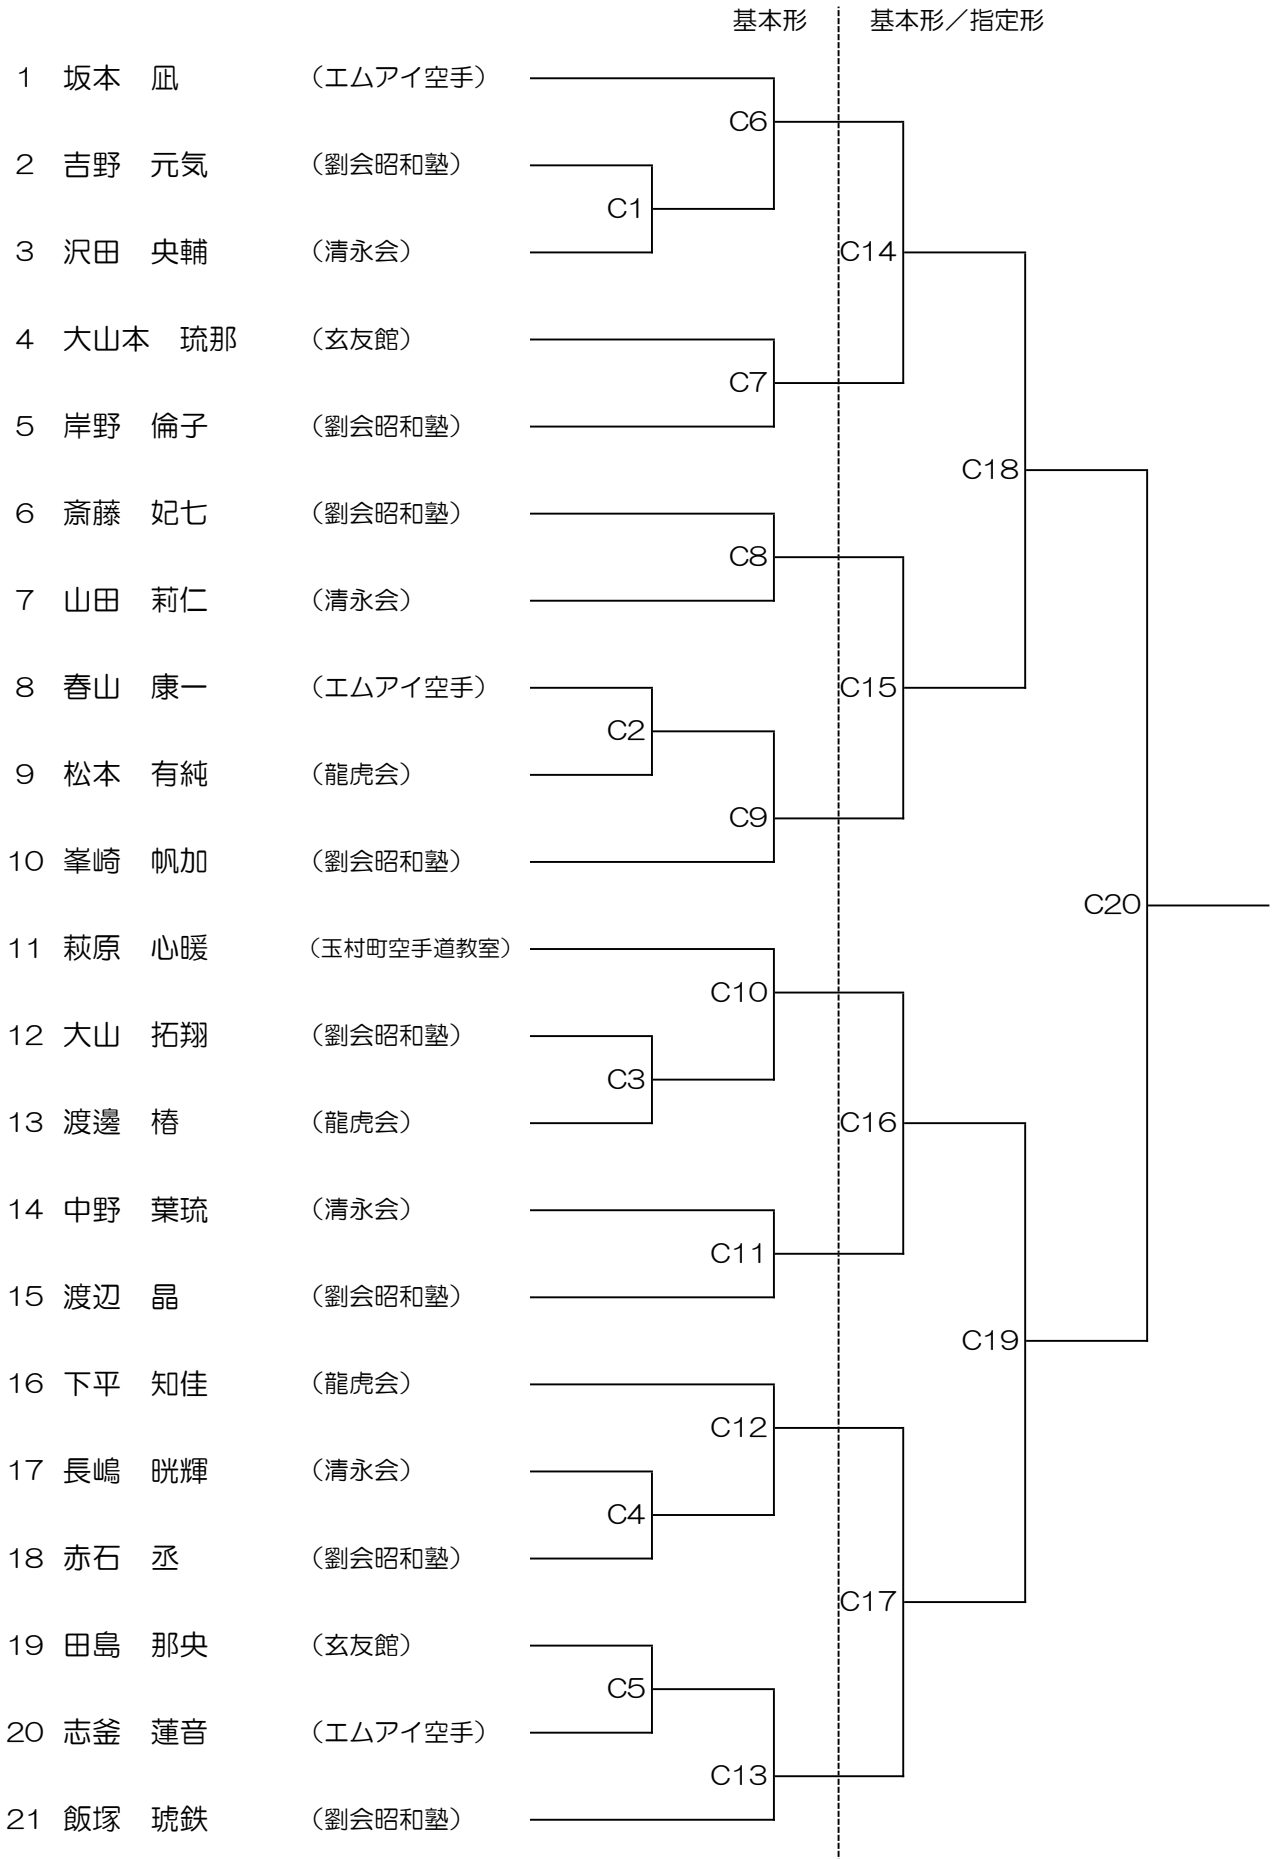 基本形 基本形／指定形
1 坂本 凪 （エムアイ空手）
C6
2 吉野 元気 （劉会昭和塾）
C1
3 沢田 央輔 （清永会） C14
4 大山本 琉那 （玄友館）
C7
5 岸野 倫子 （劉会昭和塾）
C18
6 斎藤 妃七 （劉会昭和塾）
C8
7 山田 莉仁 （清永会）
8 春山 康一 （エムアイ空手） C15
C2
9 松本 有純 （龍虎会）
C9
10 峯崎 帆加 （劉会昭和塾）
C20
11 萩原 心暖 （玉村町空手道教室）
C10
12 大山 拓翔 （劉会昭和塾）
C3
13 渡邊 椿 （龍虎会） C16
14 中野 葉琉 （清永会）
C11
15 渡辺 晶 （劉会昭和塾）
C19
16 下平 知佳 （龍虎会）
C12
17 長嶋 晄輝 （清永会）
C4
18 赤石 丞 （劉会昭和塾）
C17
19 田島 那央 （玄友館）
C5
20 志釜 蓮音 （エムアイ空手）
C13
21 飯塚 琥鉄 （劉会昭和塾）